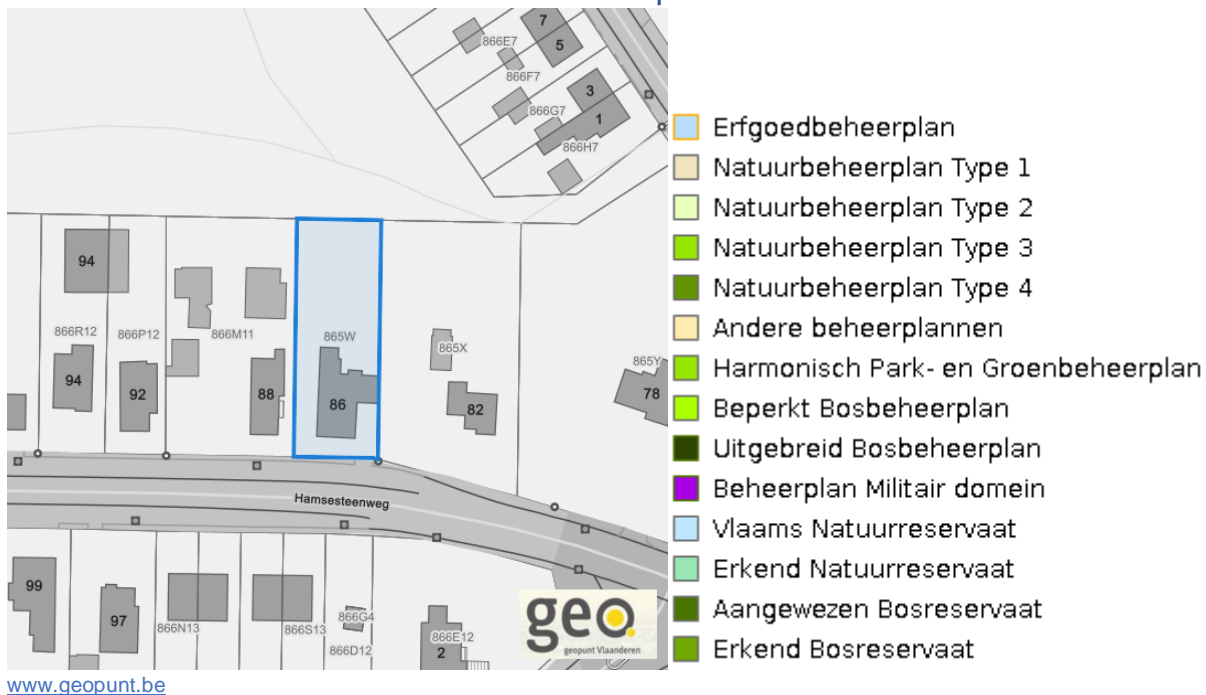 7
5
866E7
866F7
3
866G7
1
866H7
94
866R12
866P12
866M11
865W
865X
865Y
94
92
88
86
82
78
Hamsesteenweg
99
97
866N13
866S13
866G4
866D12
866E12
2
geo
geopunt Vlaanderen
Erfgoedbeheerplan
Natuurbeheerplan Type 1
Natuurbeheerplan Type 2
Natuurbeheerplan Type 3
Natuurbeheerplan Type 4
Andere beheerplannen
Harmonisch Park- en Groenbeheerplan
Beperkt Bosbeheerplan
Uitgebreid Bosbeheerplan
Beheerplan Militair domein
Vlaams Natuurreservaat
Erkend Natuurreservaat
Aangewezen Bosreservaat
Erkend Bosreservaat
www.geopunt.be